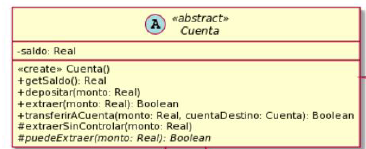 A «abstract»
Cuenta
-saldo: Real
«create» Cuenta()
+getSaldo(): Real
+depositar(monto: Real)
+extraer(monto: Real): Boolean
+transferirACuenta(monto: Real, cuentaDestino: Cuenta): Boolean
#extraerSinControlar(monto: Real)
#puedeExtraer(monto: Real): Boolean